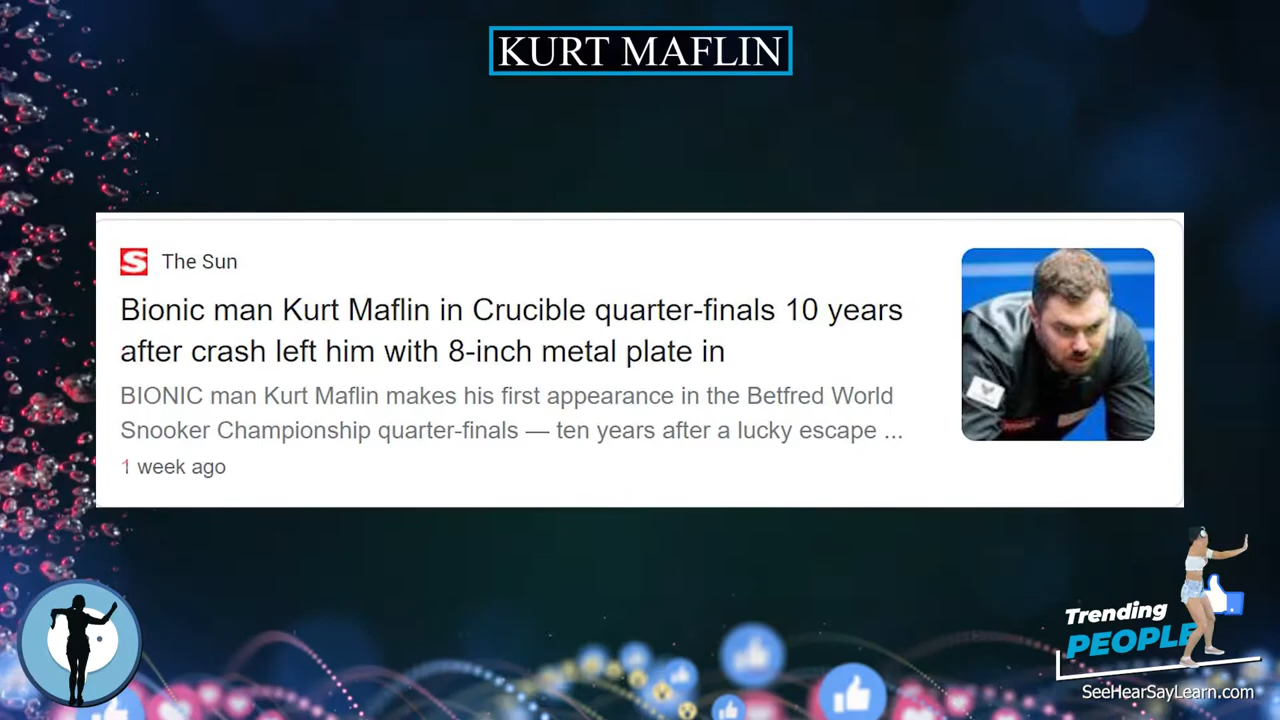 KURT MAFLIN
The Sun
Bionic man Kurt Maflin in Crucible quarter-finals 10 years
after crash left him with 8-inch metal plate in
BIONIC man Kurt Maflin makes his first appearance in the Betfred World
Snooker Championship quarter-finals — ten years after a lucky escape ...
1 week ago
Trending
PEOPLE
SeeHearSayLearn.com